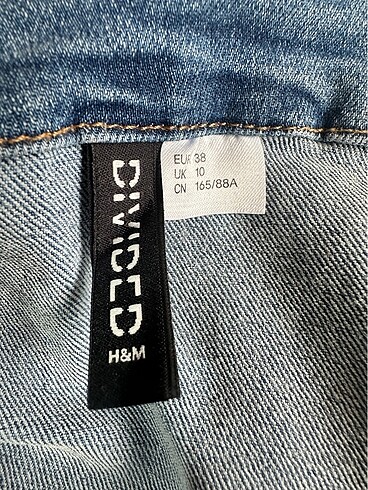 DIVIDED
H&M
EUR 38
UK 10
CN 165/88A